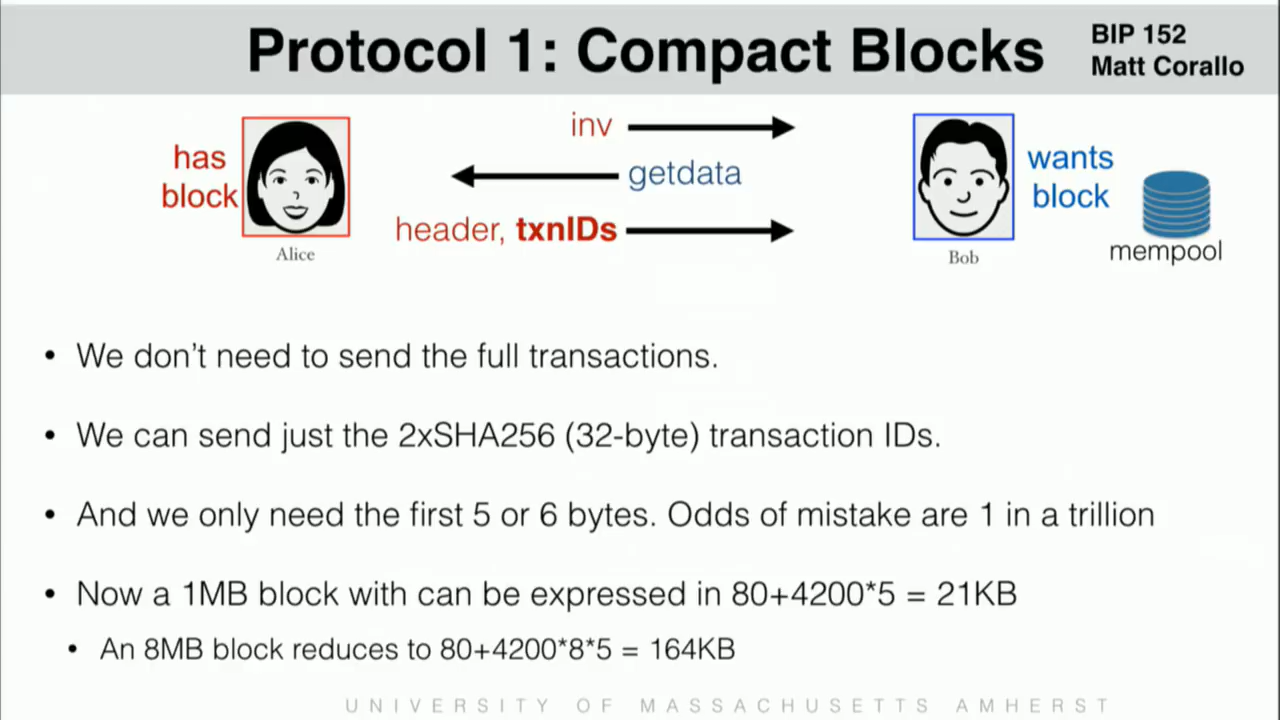 Protocol 1: Compact Blocks
BIP 152
Matt Corallo
has
block
Alice
inv
getdata
header, txnIDs
Bob
wants
block
mempool
• We don't need to send the full transactions.
• We can send just the 2xSHA256 (32-byte) transaction IDs.
• And we only need the first 5 or 6 bytes. Odds of mistake are 1 in a trillion
• Now a 1MB block with can be expressed in 80+4200*5 = 21KB
• An 8MB block reduces to 80+4200*8*5 = 164KB
UNIVERSITY OF MASSACHUSETTS AMHERST